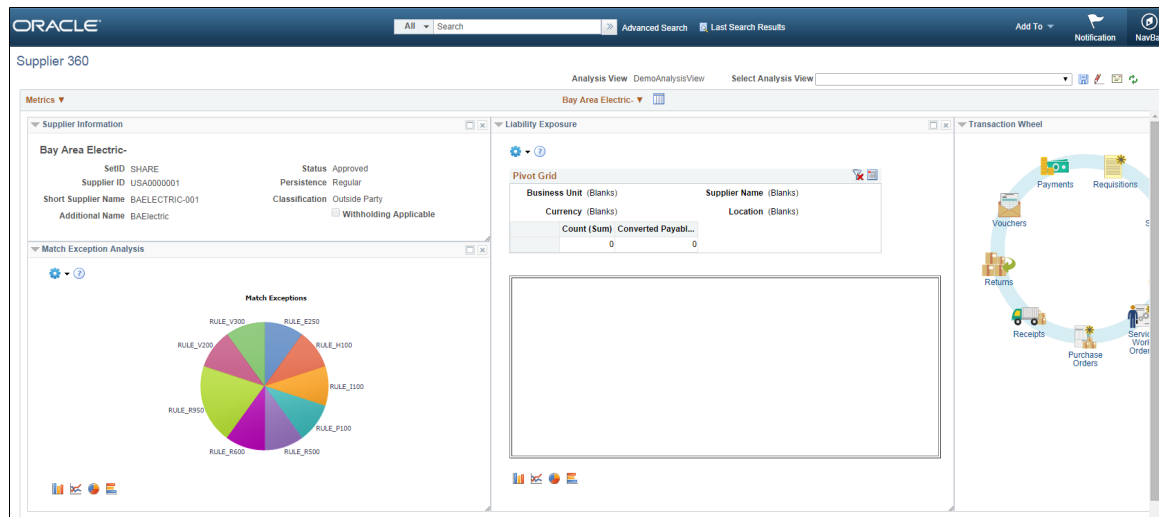 ORACLE
All Search Advanced Search Last Search Results Add To Notification
Supplier 360
Analysis View DemoAnalysisView Select Analysis View
Metrics Bay Area Electric-
Supplier Information
Bay Area Electric-
SetID SHARE Status Approved
Supplier ID USA0000001 Persistence Regular
Short Supplier Name BAELECTRIC-001 Classification Outside Party
Additional Name BAElectric Withholding Applicable
Match Exception Analysis
Match Exceptions
RULE_V300 RULE_E250
RULE_V200 RULE_H100
RULE_I100
RULE_R950
RULE_P100
RULE_R600 RULE_R500
Liability Exposure
Pivot Grid
Business Unit (Blanks) Supplier Name (Blanks)
Currency (Blanks) Location (Blanks)
Count (Sum) Converted Payabl...
0 0
Transaction Wheel
Payments Requisitions
Vouchers
Returns
Receipts
Purchase
Orders